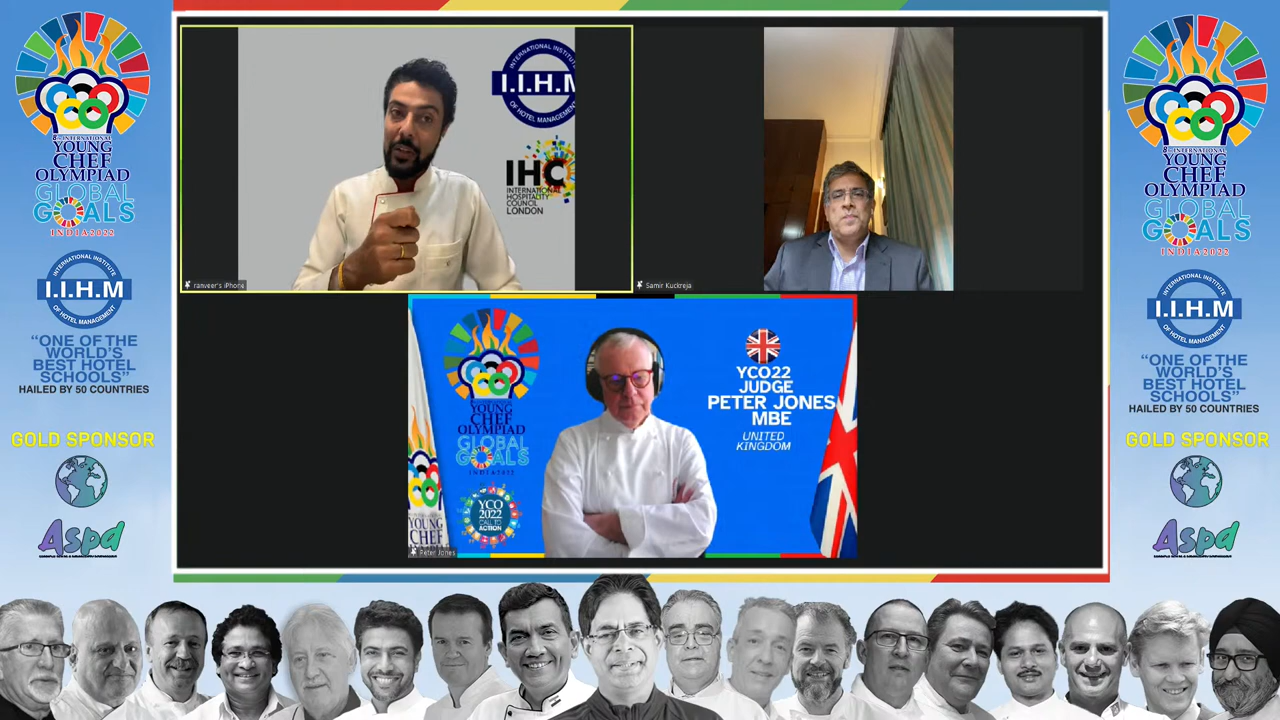 8TH INTERNATIONAL
YOUNG
CHEF
OLYMPIAD
GLOBAL
GOALS
INDIA2022
INTERNATIONAL INSTITUTE
I.I.H.M
OF HOTEL MANAGEMENT
“ONE OF THE
WORLD’S
BEST HOTEL
SCHOOLS”
HAILED BY 50 COUNTRIES
GOLD SPONSOR
Aspd
INTERNATIONAL INSTITUTE
I.I.H.M
OF HOTEL MANAGEMENT
IHC
INTERNATIONAL
HOSPITALITY
COUNCIL
LONDON
ranveer's iPhone
Samir Kuckreja
YOUNG
CHEF
OLYMPIAD
GLOBAL
GOALS
INDIA2022
YCO
2022
CALL TO
ACTION
YOUNG
YCO22
JUDGE
PETER JONES
MBE
UNITED
KINGDOM
Peter Jones
8TH INTERNATIONAL
YOUNG
CHEF
OLYMPIAD
GLOBAL
GOALS
INDIA2022
INTERNATIONAL INSTITUTE
I.I.H.M
OF HOTEL MANAGEMENT
“ONE OF THE
WORLD’S
BEST HOTEL
SCHOOLS”
HAILED BY 50 COUNTRIES
GOLD SPONSOR
Aspd